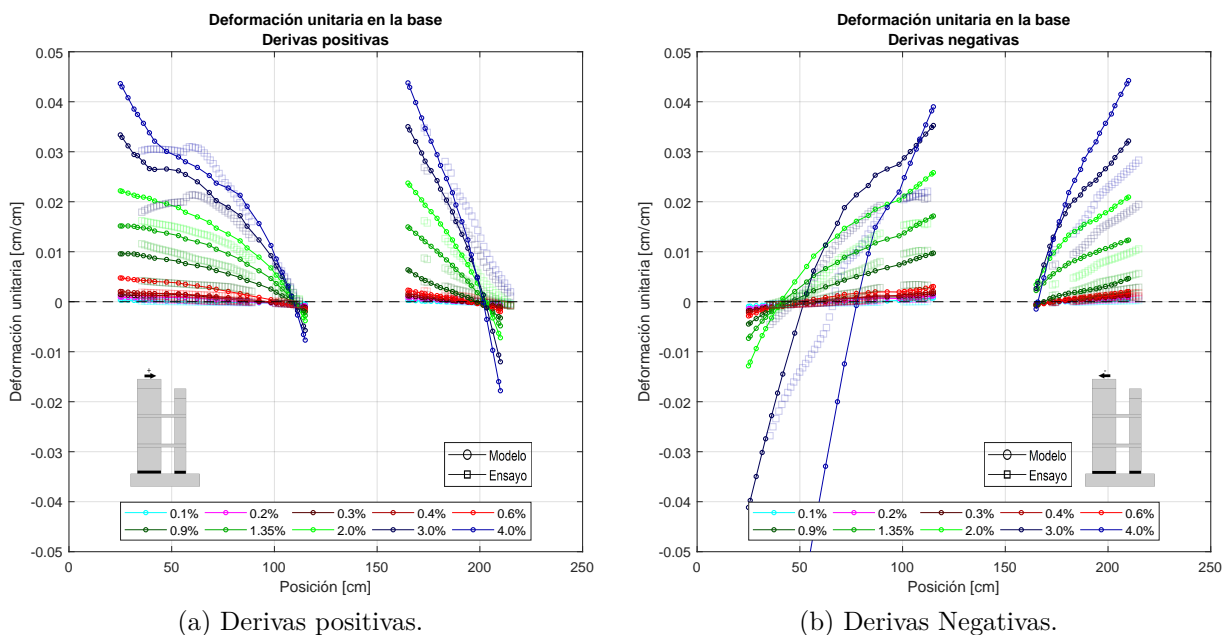 Deformación unitaria en la base
Derivas positivas
0.05
0.04
0.03
0.02
0.01
0
-0.01
-0.02
-0.03
-0.04
-0.05
Deformación unitaria [cm/cm]
+
Modelo
Ensayo
0.1% 0.2% 0.3% 0.4% 0.6%
0.9% 1.35% 2.0% 3.0% 4.0%
0 50 100 150 200 250
Posición [cm]
(a) Derivas positivas.
Deformación unitaria en la base
Derivas negativas
0.05
0.04
0.03
0.02
0.01
0
-0.01
-0.02
-0.03
-0.04
-0.05
Deformación unitaria [cm/cm]
-
Modelo
Ensayo
0.1% 0.2% 0.3% 0.4% 0.6%
0.9% 1.35% 2.0% 3.0% 4.0%
0 50 100 150 200 250
Posición [cm]
(b) Derivas Negativas.